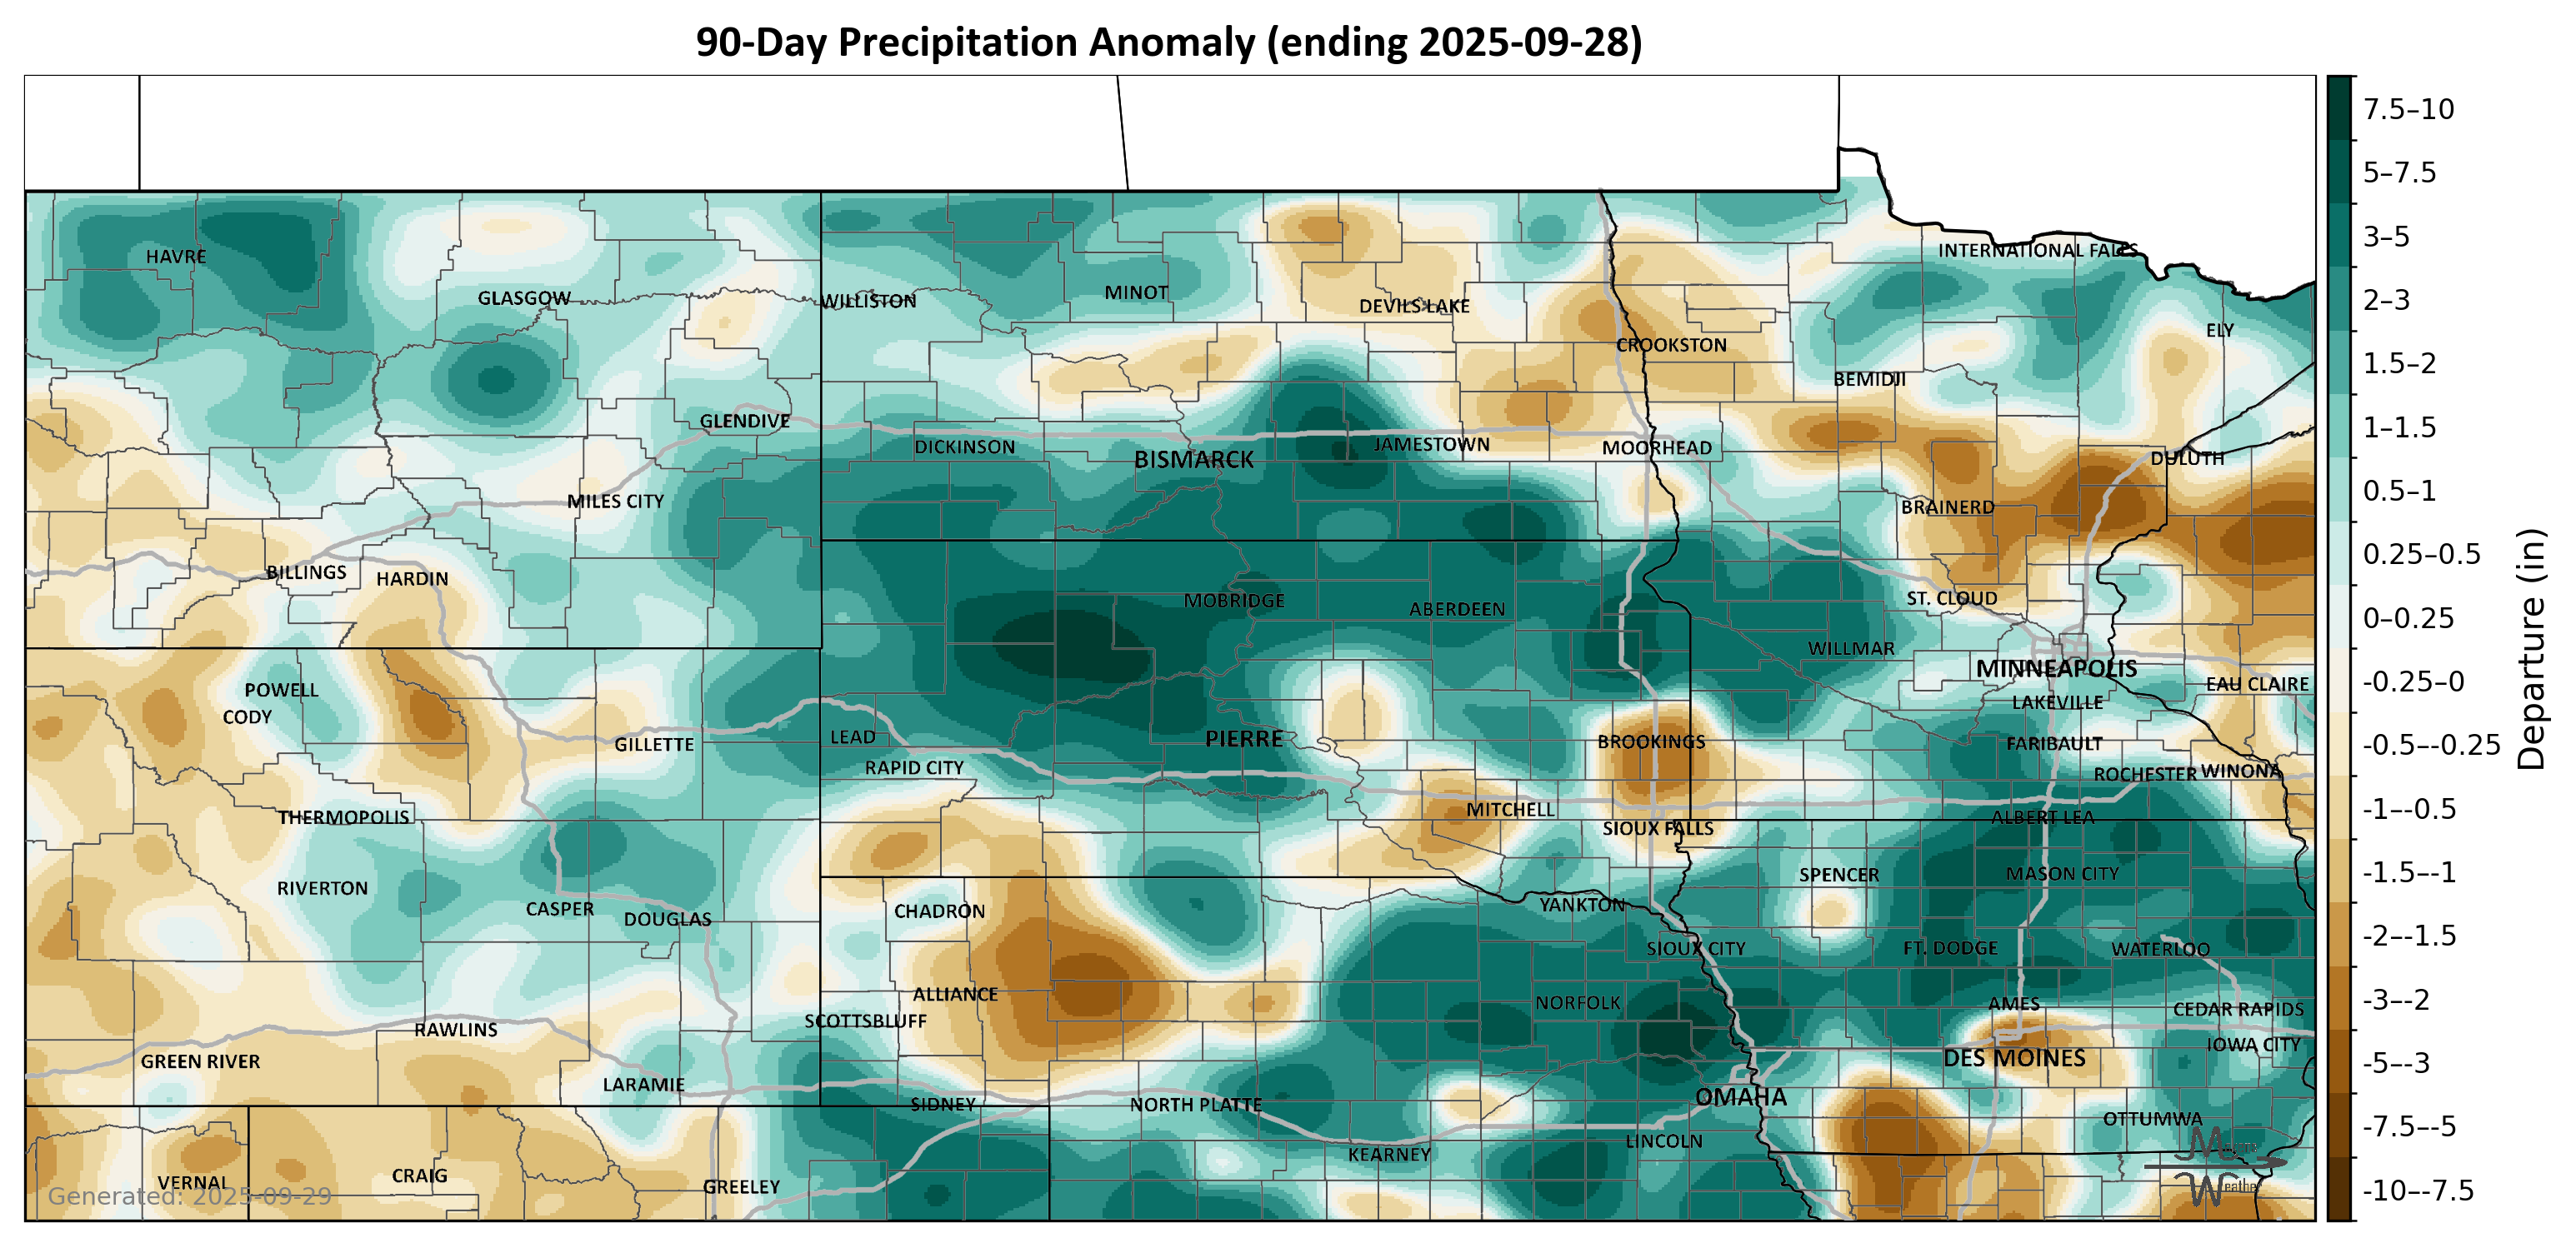 90-Day Precipitation Anomaly (ending 2025-09-28)
HAVRE
GLASGOW
WILLISTON
MINOT
DEVILS LAKE
INTERNATIONAL FALLS
ELY
CROOKSTON
BEMIDJI
GLENDIVE
DICKINSON
BISMARCK
JAMESTOWN
MOORHEAD
DULUTH
MILES CITY
BRAINERD
BILLINGS
HARDIN
MOBRIDGE
ABERDEEN
ST. CLOUD
WILLMAR
MINNEAPOLIS
POWELL
CODY
EAU CLAIRE
LAKEVILLE
GILLETTE
LEAD
PIERRE
BROOKINGS
FARIBAULT
RAPID CITY
ROCHESTER
WINONA
THERMOPOLIS
MITCHELL
SIOUX FALLS
ALBERT LEA
RIVERTON
SPENCER
MASON CITY
CASPER
DOUGLAS
CHADRON
YANKTON
SIOUX CITY
FT. DODGE
WATERLOO
ALLIANCE
NORFOLK
AMES
CEDAR RAPIDS
SCOTTSBLUFF
RAWLINS
GREEN RIVER
DES MOINES
IOWA CITY
LARAMIE
SIDNEY
NORTH PLATTE
OMAHA
OTTUMWA
LINCOLN
KEARNEY
VERNAL
CRAIG
GREELEY
Generated: 2025-09-29
7.5–10
5–7.5
3–5
2–3
1.5–2
1–1.5
0.5–1
0.25–0.5
0–0.25
-0.25–0
-0.5–-0.25
-1–-0.5
-1.5–-1
-2–-1.5
-3–-2
-5–-3
-7.5–-5
-10–-7.5
Departure (in)